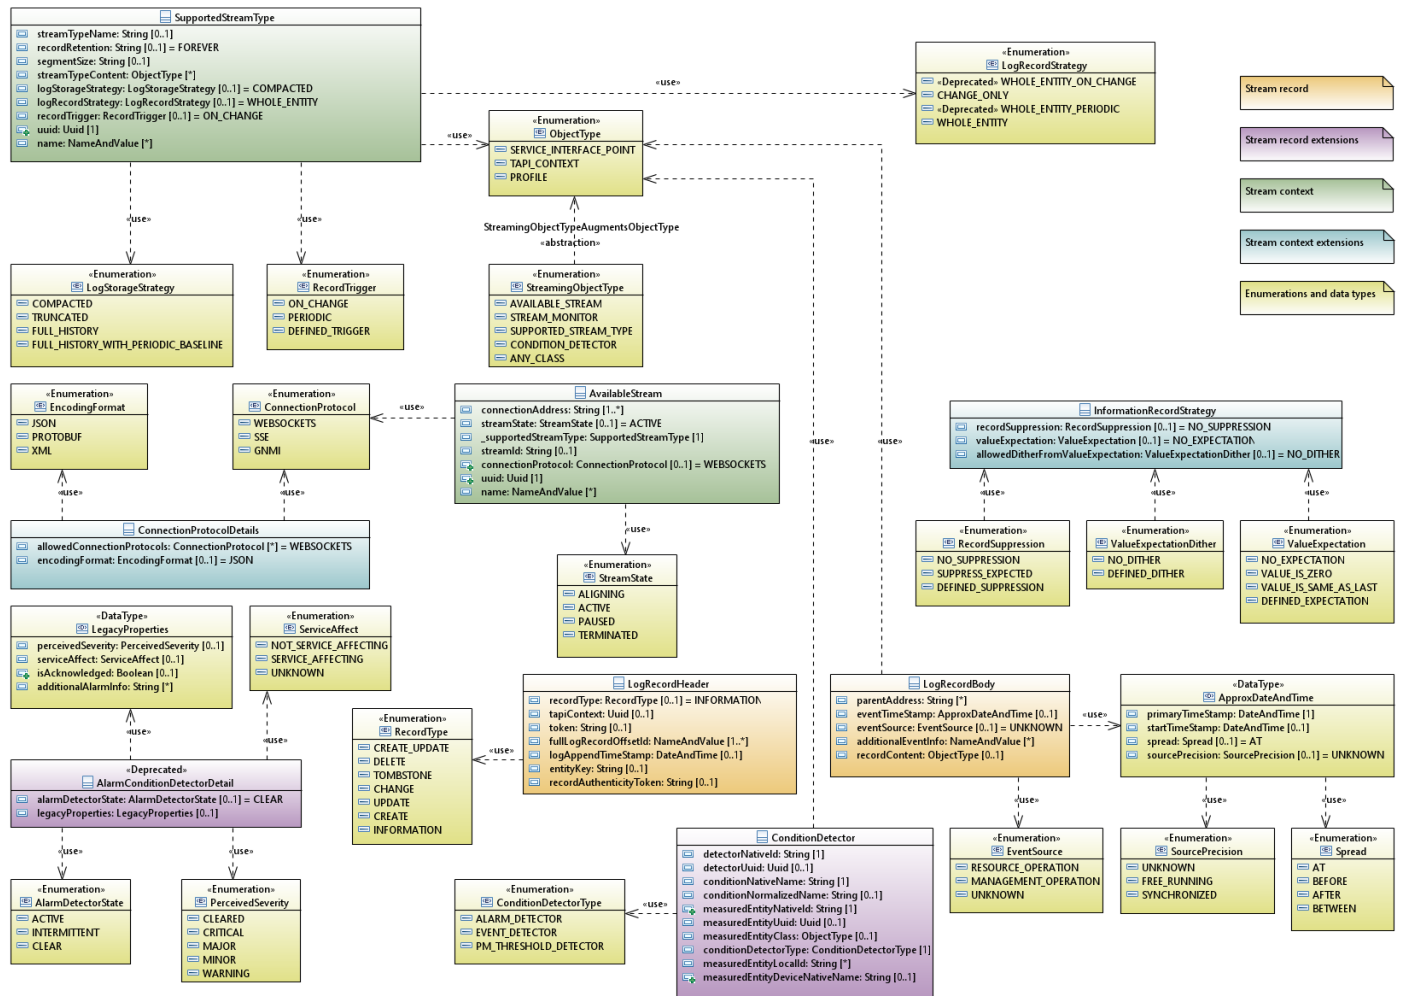 SupportedStreamType
streamTypeName: String [0..1]
recordRetention: String [0..1] = FOREVER
segmentSize: String [0..1]
streamTypeContent: ObjectType [*]
logStorageStrategy: LogStorageStrategy [0..1] = COMPACTED
logRecordStrategy: LogRecordStrategy [0..1] = WHOLE_ENTITY
recordTrigger: RecordTrigger [0..1] = ON_CHANGE
uuid: Uuid [1]
name: NameAndValue [*]
«use»
«Enumeration»
LogRecordStrategy
«Deprecated» WHOLE_ENTITY_ON_CHANGE
CHANGE_ONLY
«Deprecated» WHOLE_ENTITY_PERIODIC
WHOLE_ENTITY
Stream record
Stream record extensions
Stream context
Stream context extensions
Enumerations and data types
«use»
«Enumeration»
ObjectType
SERVICE_INTERFACE_POINT
TAPI_CONTEXT
PROFILE
«use»
«use»
StreamingObjectTypeAugmentsObjectType
«abstraction»
«Enumeration»
LogStorageStrategy
COMPACTED
TRUNCATED
FULL_HISTORY
FULL_HISTORY_WITH_PERIODIC_BASELINE
«Enumeration»
RecordTrigger
ON_CHANGE
PERIODIC
DEFINED_TRIGGER
«Enumeration»
StreamingObjectType
AVAILABLE_STREAM
STREAM_MONITOR
SUPPORTED_STREAM_TYPE
CONDITION_DETECTOR
ANY_CLASS
«Enumeration»
EncodingFormat
JSON
PROTOBUF
XML
«Enumeration»
ConnectionProtocol
WEBSOCKETS
SSE
GNMI
«use»
AvailableStream
connectionAddress: String [1..*]
streamState: StreamState [0..1] = ACTIVE
_supportedStreamType: SupportedStreamType [1]
streamId: String [0..1]
connectionProtocol: ConnectionProtocol [0..1] = WEBSOCKETS
uuid: Uuid [1]
name: NameAndValue [*]
«use»
«use»
InformationRecordStrategy
recordSuppression: RecordSuppression [0..1] = NO_SUPPRESSION
valueExpectation: ValueExpectation [0..1] = NO_EXPECTATION
allowedDitherFromValueExpectation: ValueExpectationDither [0..1] = NO_DITHER
«use»
«use»
«use»
«use»
«use»
ConnectionProtocolDetails
allowedConnectionProtocols: ConnectionProtocol [*] = WEBSOCKETS
encodingFormat: EncodingFormat [0..1] = JSON
«use»
«Enumeration»
StreamState
ALIGNING
ACTIVE
PAUSED
TERMINATED
«Enumeration»
RecordSuppression
NO_SUPPRESSION
SUPPRESS_EXPECTED
DEFINED_SUPPRESSION
«Enumeration»
ValueExpectationDither
NO_DITHER
DEFINED_DITHER
«Enumeration»
ValueExpectation
NO_EXPECTATION
VALUE_IS_ZERO
VALUE_IS_SAME_AS_LAST
DEFINED_EXPECTATION
«DataType»
LegacyProperties
perceivedSeverity: PerceivedSeverity [0..1]
serviceAffect: ServiceAffect [0..1]
isAcknowledged: Boolean [0..1]
additionalAlarmInfo: String [*]
«Enumeration»
ServiceAffect
NOT_SERVICE_AFFECTING
SERVICE_AFFECTING
UNKNOWN
«use»
«use»
«Enumeration»
RecordType
CREATE_UPDATE
DELETE
TOMBSTONE
CHANGE
UPDATE
CREATE
INFORMATION
«use»
LogRecordHeader
recordType: RecordType [0..1] = INFORMATION
tapiContext: Uuid [0..1]
token: String [0..1]
fullLogRecordOffsetId: NameAndValue [1..*]
logAppendTimeStamp: DateAndTime [0..1]
entityKey: String [0..1]
recordAuthenticityToken: String [0..1]
LogRecordBody
parentAddress: String [*]
eventTimeStamp: ApproxDateAndTime [0..1]
eventSource: EventSource [0..1] = UNKNOWN
additionalEventInfo: NameAndValue [*]
recordContent: ObjectType [0..1]
«use»
«DataType»
ApproxDateAndTime
primaryTimeStamp: DateAndTime [1]
startTimeStamp: DateAndTime [1]
spread: Spread [0..1] = AT
sourcePrecision: SourcePrecision [0..1] = UNKNOWN
«Deprecated»
AlarmConditionDetectorDetail
alarmDetectorState: AlarmDetectorState [0..1] = CLEAR
legacyProperties: LegacyProperties [0..1]
«use»
«use»
«use»
«use»
«use»
«Enumeration»
AlarmDetectorState
ACTIVE
INTERMITTENT
CLEAR
«Enumeration»
PerceivedSeverity
CLEARED
CRITICAL
MAJOR
MINOR
WARNING
«Enumeration»
ConditionDetectorType
ALARM_DETECTOR
EVENT_DETECTOR
PM_THRESHOLD_DETECTOR
«use»
ConditionDetector
detectorNativeId: String [1]
detectorUuid: Uuid [0..1]
conditionNativeName: String [1]
conditionNormalizedName: String [0..1]
measuredEntityNativeId: String [1]
measuredEntityUuid: Uuid [0..1]
measuredEntityClass: ObjectType [0..1]
conditionDetectorType: ConditionDetectorType [1]
measuredEntityLocalId: String [*]
measuredEntityDeviceNativeName: String [0..1]
«Enumeration»
EventSource
RESOURCE_OPERATION
MANAGEMENT_OPERATION
UNKNOWN
«Enumeration»
SourcePrecision
UNKNOWN
FREE_RUNNING
SYNCHRONIZED
«Enumeration»
Spread
AT
BEFORE
AFTER
BETWEEN